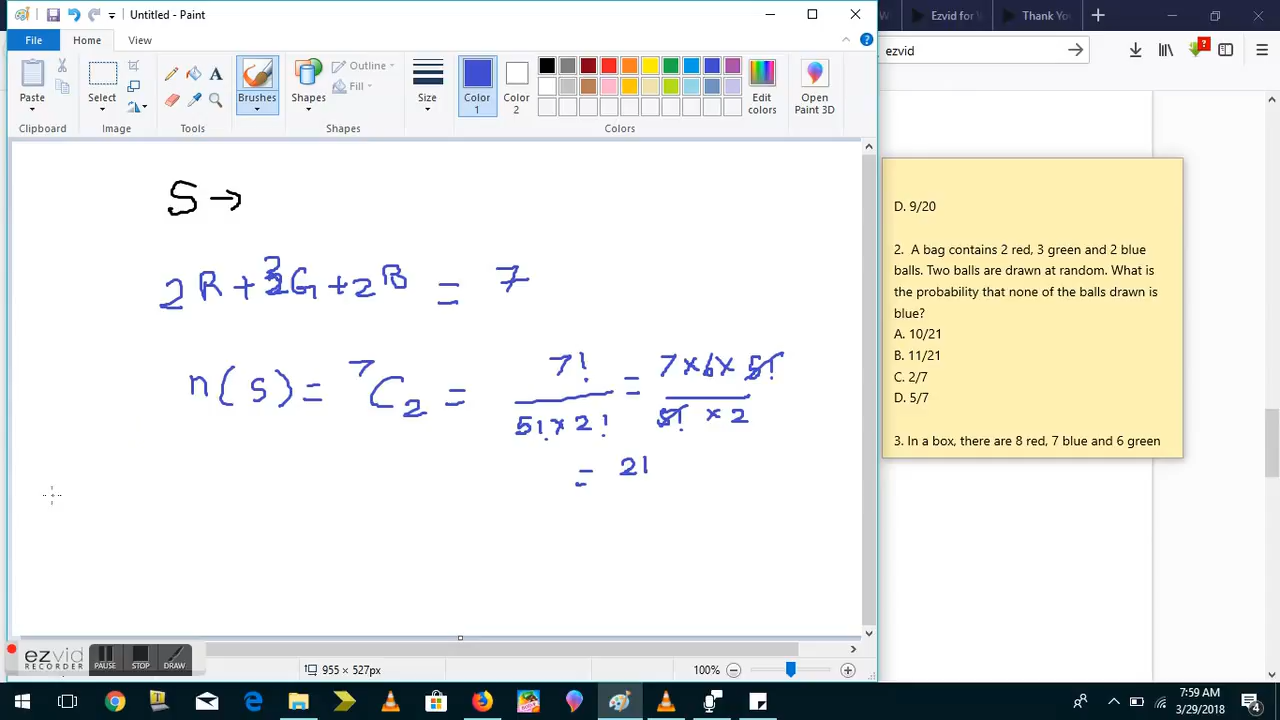 Untitled - Paint
Ezvid for W
Thank You
File
Home
View
ezvid
Paste
Select
Brushes
Shapes
Outline
Fill
Size
Color 1
Color 2
Edit colors
Open Paint 3D
Clipboard
Image
Tools
Shapes
Colors
S →
2R + 3G + 2B = 7
n(S) = ⁷C₂ = 7! / 5! × 2! = 7 × 6 × 5! / 5! × 2
= 21
D. 9/20
2. A bag contains 2 red, 3 green and 2 blue
balls. Two balls are drawn at random. What is
the probability that none of the balls drawn is
blue?
A. 10/21
B. 11/21
C. 2/7
D. 5/7
3. In a box, there are 8 red, 7 blue and 6 green
ezvid
RECORDER
PAUSE
STOP
DRAW
955 × 527px
100%
7:59 AM
3/29/2018
4